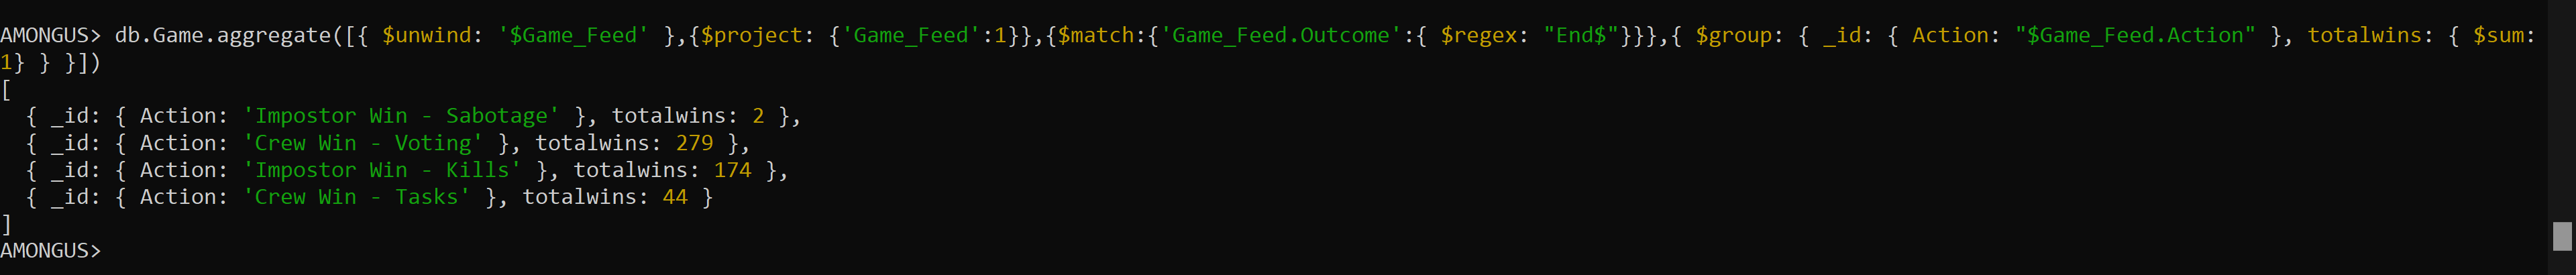 AMONGUS> db.Game.aggregate([{ $unwind: '$Game_Feed' },{$project: {'Game_Feed':1}},{$match:{'Game_Feed.Outcome':{ $regex: "End$"}}},{ $group: { _id: { Action: "$Game_Feed.Action" }, totalwins: { $sum:
1} } }])
[
  { _id: { Action: 'Impostor Win - Sabotage' }, totalwins: 2 },
  { _id: { Action: 'Crew Win - Voting' }, totalwins: 279 },
  { _id: { Action: 'Impostor Win - Kills' }, totalwins: 174 },
  { _id: { Action: 'Crew Win - Tasks' }, totalwins: 44 }
]
AMONGUS>